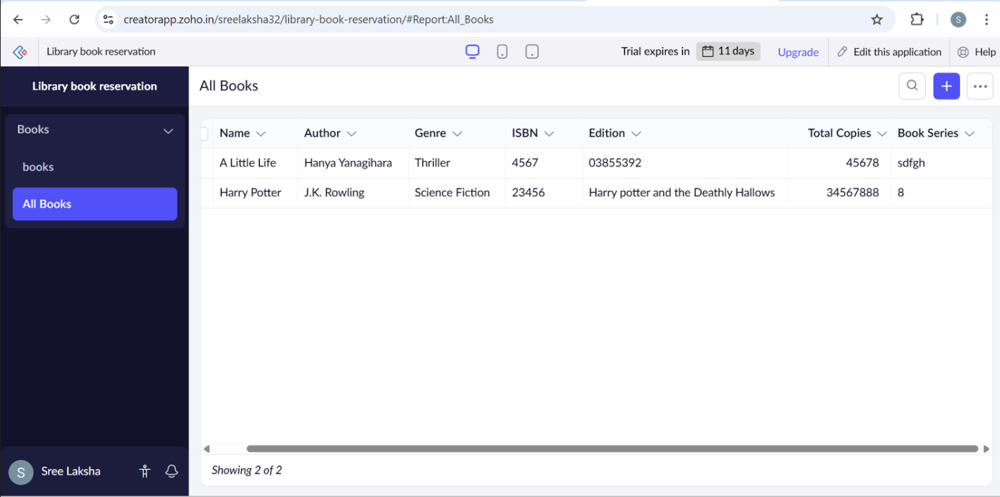 creatorapp.zoho.in/sreelaksha32/library-book-reservation/#Report:All_Books
S
Library book reservation
Trial expires in 11 days Upgrade Edit this application Help
Library book reservation
All Books
Books
books
All Books
Name Author Genre ISBN Edition Total Copies Book Series
A Little Life Hanya Yanagihara Thriller 4567 03855392 45678 sdfgh
Harry Potter J.K. Rowling Science Fiction 23456 Harry potter and the Deathly Hallows 34567888 8
Showing 2 of 2
S Sree Laksha